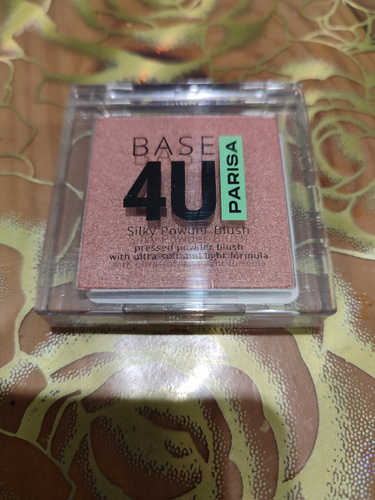 BASE
4U
PARISA
Silky Powder Blush
pressed powder blush
with ultra soft and light formula